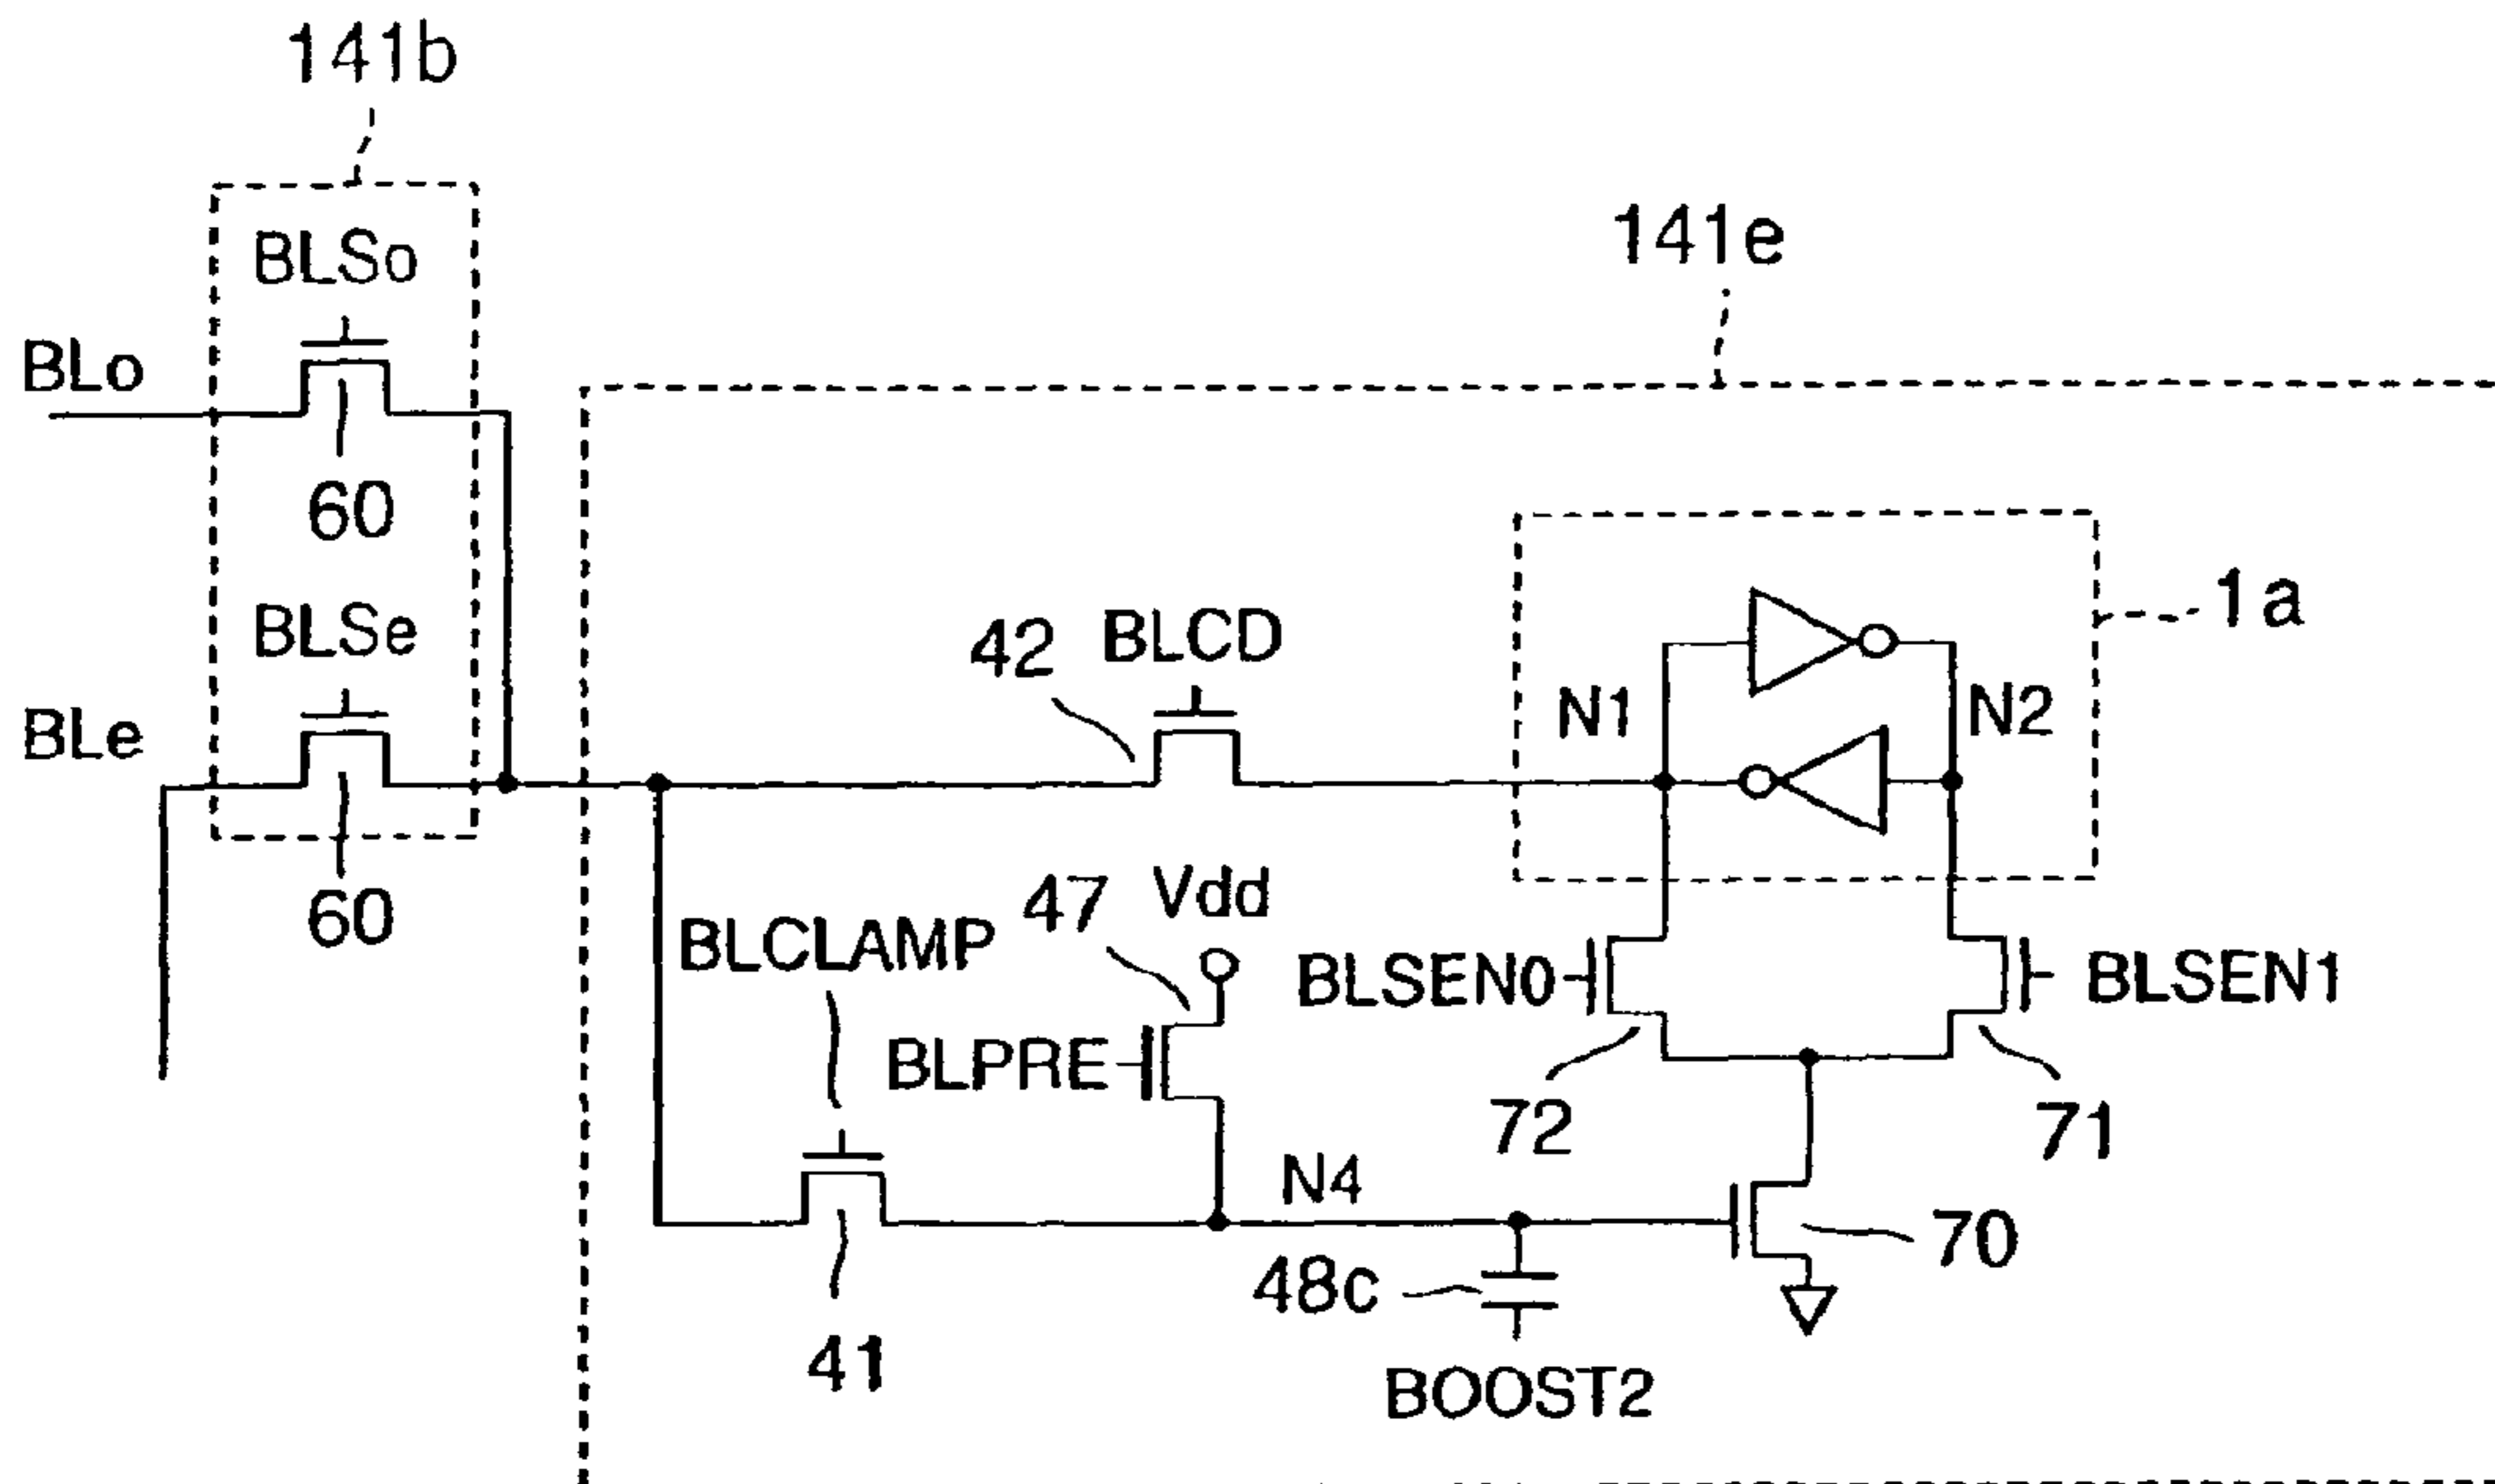 141b
BLSo
BLo
60
BLSe
BLe
60
141e
42 BLCD
1a
N1
N2
47 Vdd
BLCLAMP
BLSEN0
BLSEN1
BLPRE
72
71
N4
70
48c
41
BOOST2